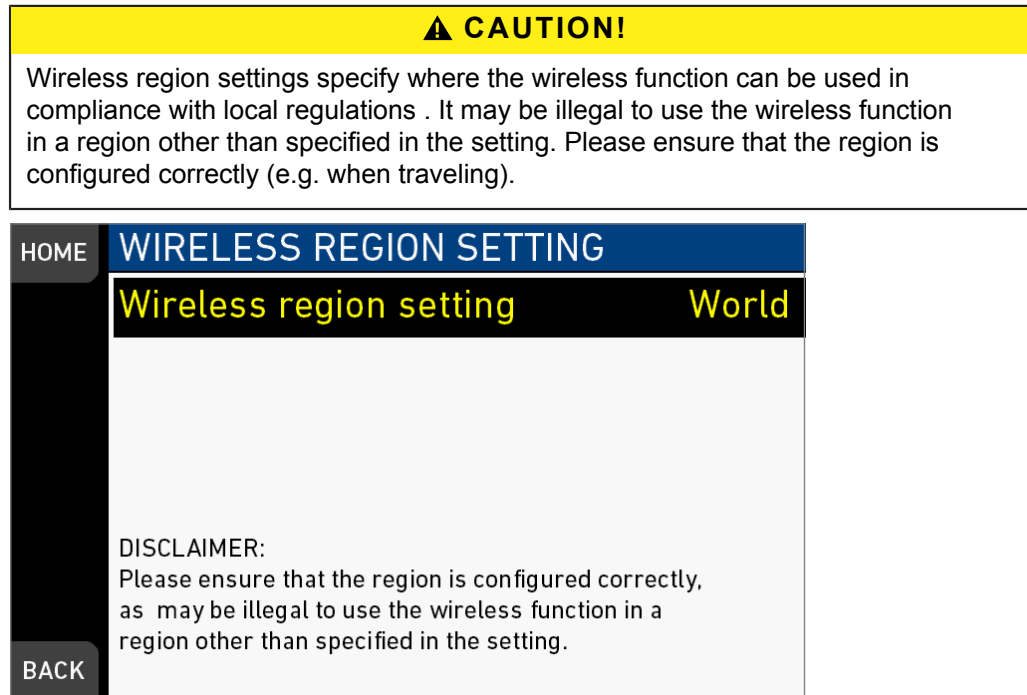 ⚠ CAUTION!
Wireless region settings specify where the wireless function can be used in
compliance with local regulations . It may be illegal to use the wireless function
in a region other than specified in the setting. Please ensure that the region is
configured correctly (e.g. when traveling).
HOME
WIRELESS REGION SETTING
Wireless region setting World
DISCLAIMER:
Please ensure that the region is configured correctly,
as  may be illegal to use the wireless function in a
region other than specified in the setting.
BACK